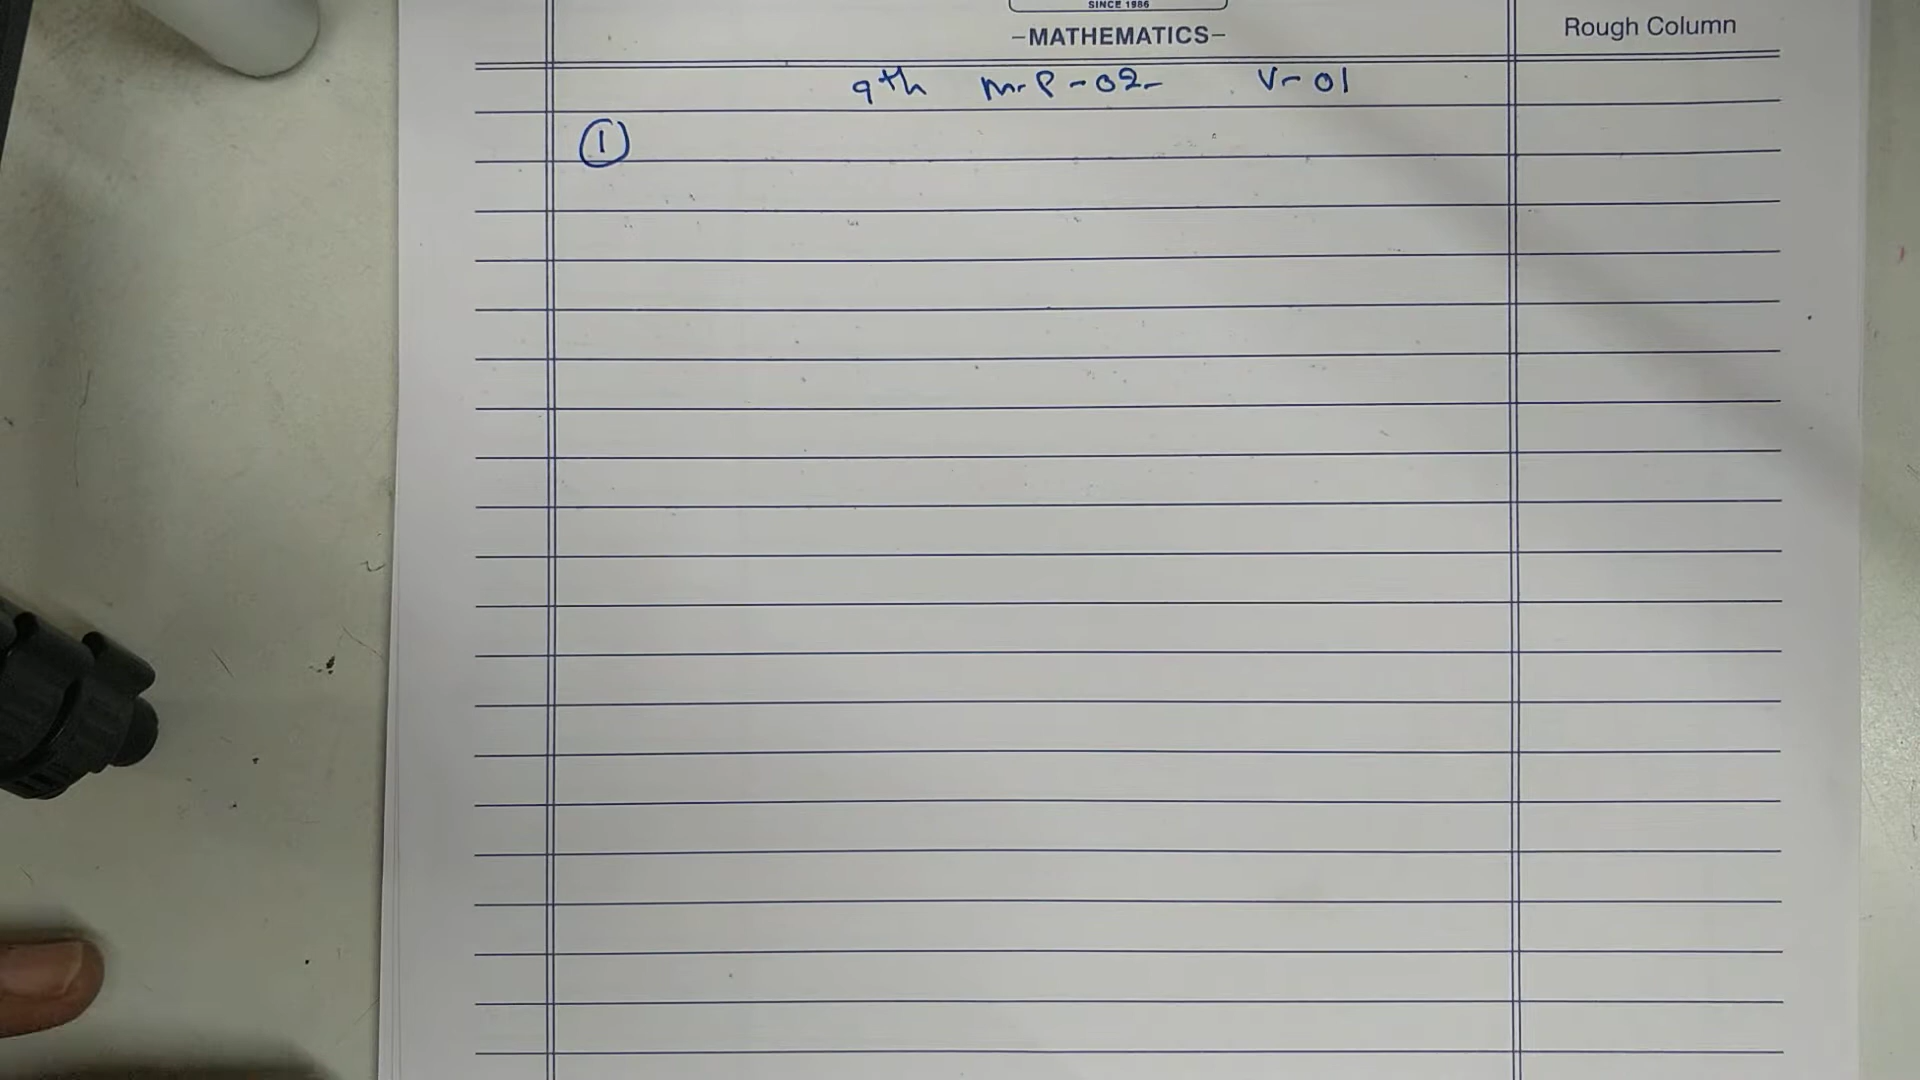 SINCE 1986
-MATHEMATICS-
Rough Column
9th M.P-02- V-01
1